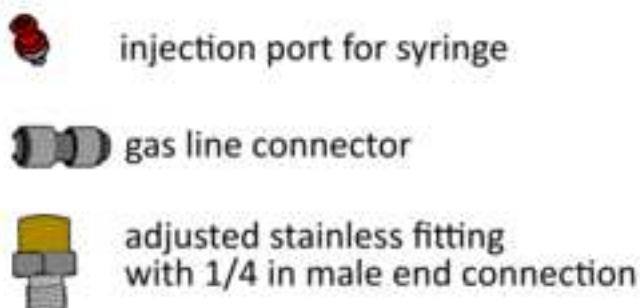 injection port for syringe
gas line connector
adjusted stainless fitting
with 1/4 in male end connection